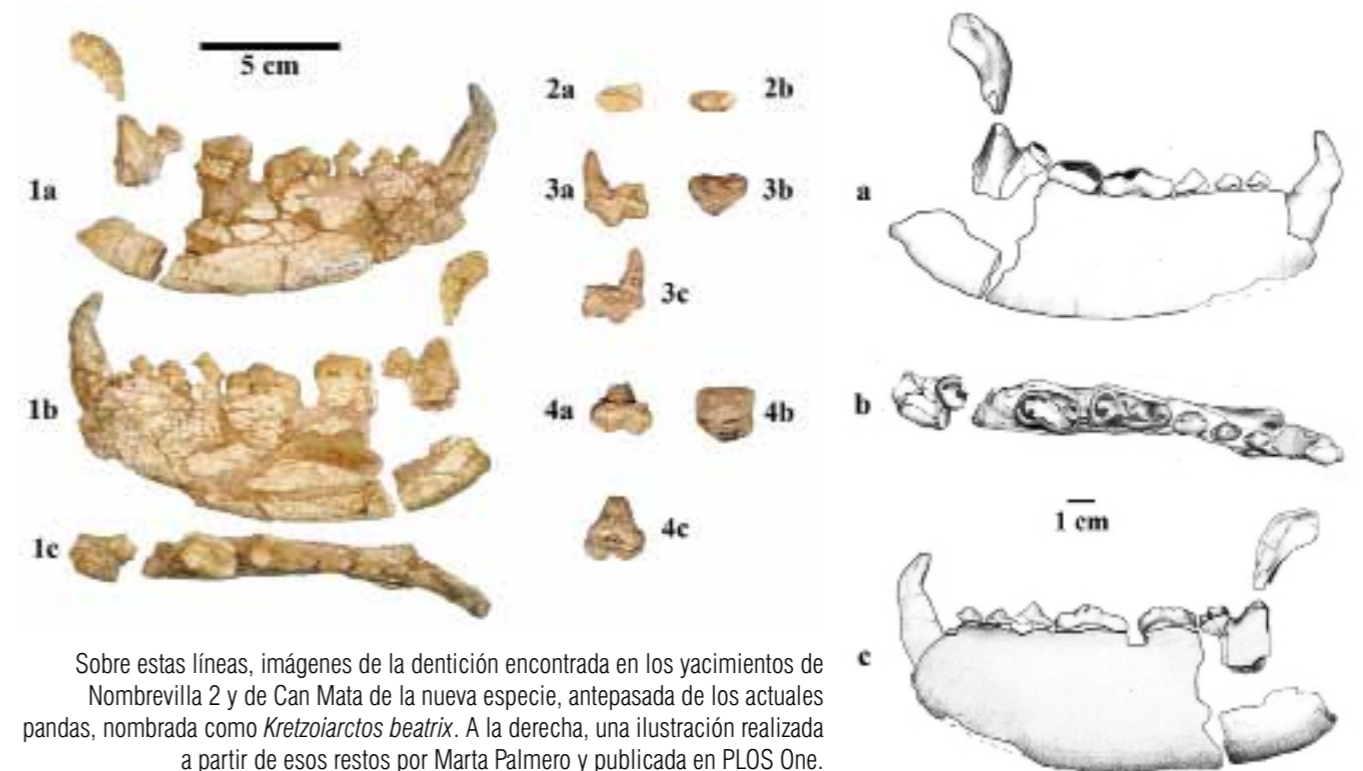 5 cm
2a
2b
1a
3a
3b
a
3c
1b
4a
4b
b
1 cm
1c
4c
c
Sobre estas líneas, imágenes de la dentición encontrada en los yacimientos de
Nombrevilla 2 y de Can Mata de la nueva especie, antepasada de los actuales
pandas, nombrada como Kretzoiarctos beatrix. A la derecha, una ilustración realizada
a partir de esos restos por Marta Palmero y publicada en PLOS One.